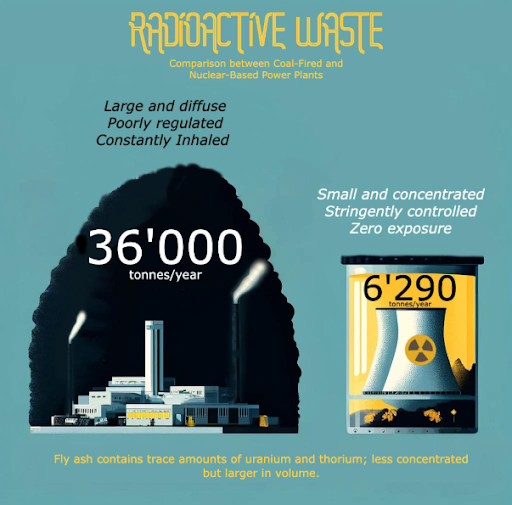 RADIOACTIVE WASTE
Comparison between Coal-Fired and
Nuclear-Based Power Plants
Large and diffuse
Poorly regulated
Constantly Inhaled
36'000
tonnes/year
Small and concentrated
Stringently controlled
Zero exposure
6'290
tonnes/year
Fly ash contains trace amounts of uranium and thorium; less concentrated
but larger in volume.